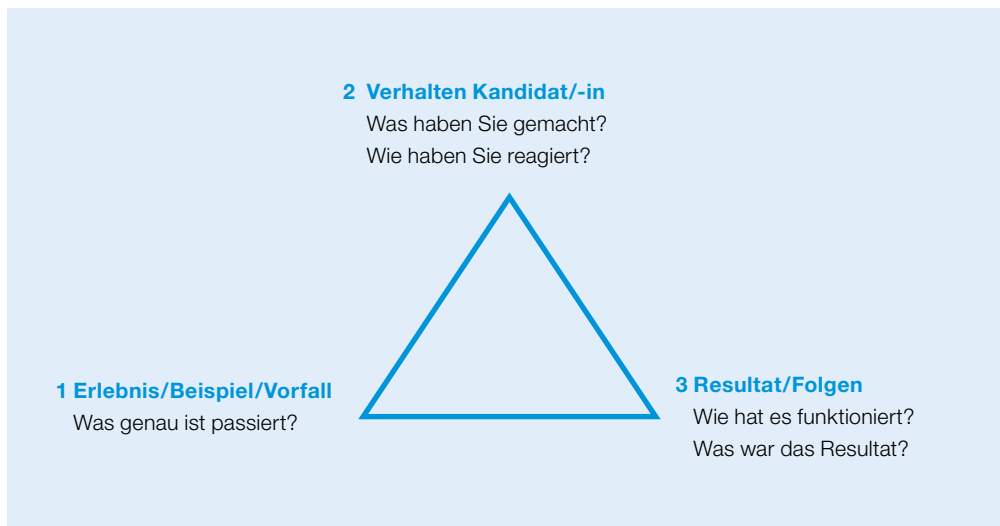 2 Verhalten Kandidat/-in
Was haben Sie gemacht?
Wie haben Sie reagiert?
1 Erlebnis/Beispiel/Vorfall
Was genau ist passiert?
3 Resultat/Folgen
Wie hat es funktioniert?
Was war das Resultat?